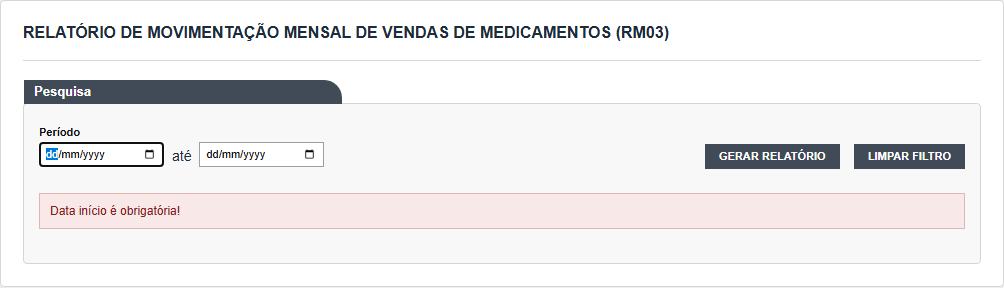 RELATÓRIO DE MOVIMENTAÇÃO MENSAL DE VENDAS DE MEDICAMENTOS (RM03)
Pesquisa
Período
dd/mm/yyyy até dd/mm/yyyy GERAR RELATÓRIO LIMPAR FILTRO
Data início é obrigatória!